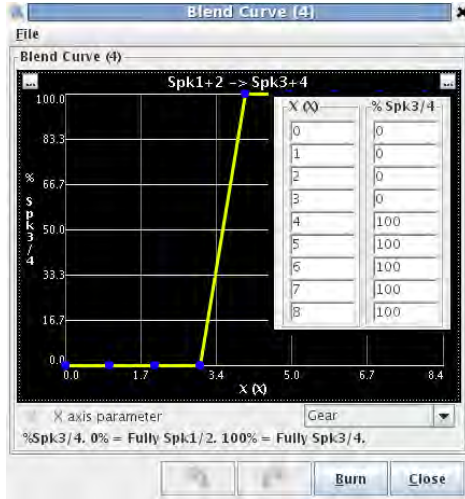 Blend Curve (4)
File
Blend Curve (4)
... Spk1+2 -> Spk3+4 ...
100.0
83.3
66.7
50.0
33.3
16.7
0.0
% Spk3/4
0.0 1.7 3.4 5.0 6.7 8.4
X (X)
X (X) % Spk3/4
0 0
1 0
2 0
3 0
4 100
5 100
6 100
7 100
8 100
X X axis parameter Gear
%Spk3/4. 0% = Fully Spk1/2. 100% = Fully Spk3/4.
Burn Close